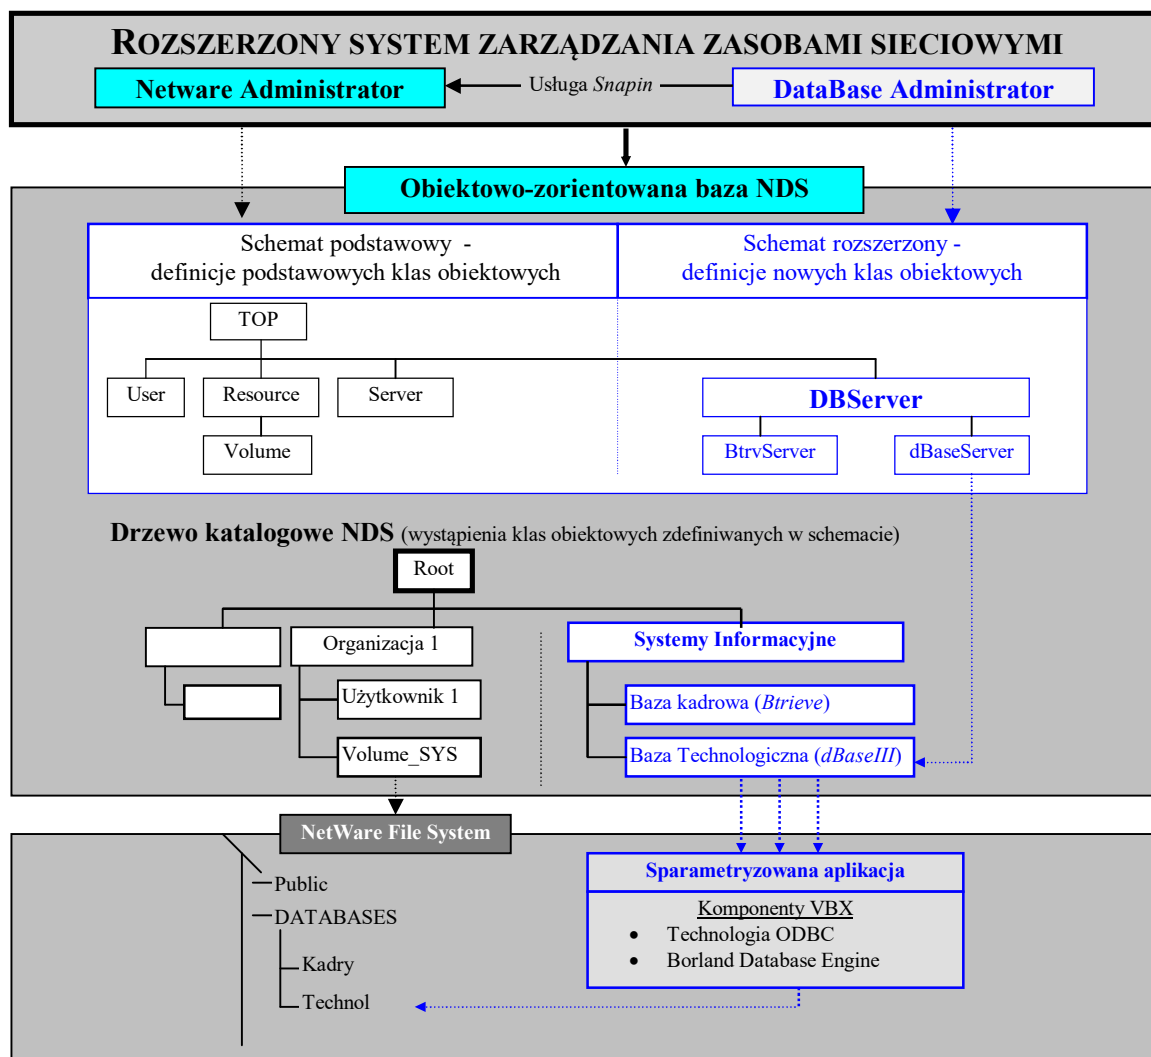 ROZSZERZONY SYSTEM ZARZĄDZANIA ZASOBAMI SIECIOWYMI
Netware Administrator
Usługa Snapin
DataBase Administrator
Obiektowo-zorientowana baza NDS
Schemat podstawowy -
definicje podstawowych klas obiektowych
Schemat rozszerzony -
definicje nowych klas obiektowych
TOP
User
Resource
Server
DBServer
Volume
BtrvServer
dBaseServer
Drzewo katalogowe NDS (wystąpienia klas obiektowych zdefiniwanych w schemacie)
Root
Organizacja 1
Systemy Informacyjne
Użytkownik 1
Baza kadrowa (Btrieve)
Volume_SYS
Baza Technologiczna (dBaseIII)
NetWare File System
Public
DATABASES
Kadry
Technol
Sparametryzowana aplikacja
Komponenty VBX
• Technologia ODBC
• Borland Database Engine